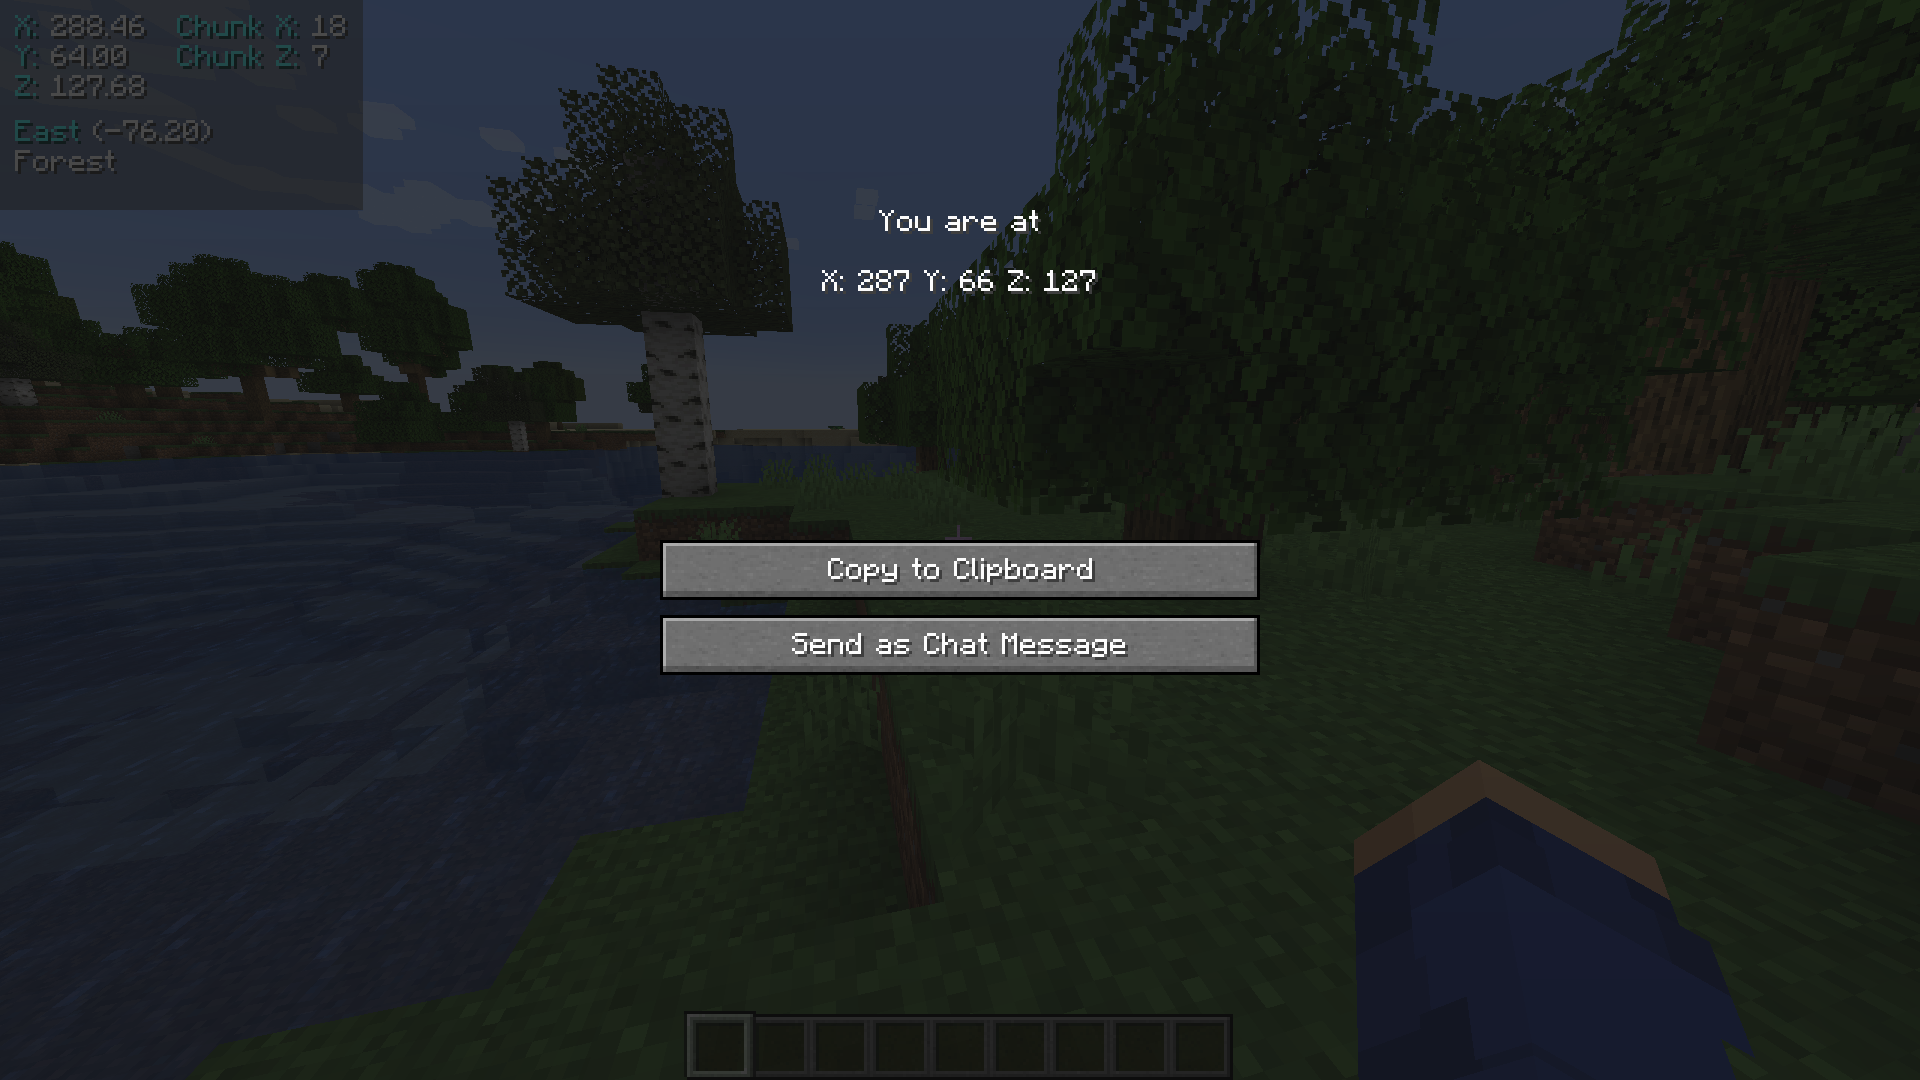 X: 288.46 Chunk X: 18
Y: 64.00 Chunk Z: 7
Z: 127.68
East (-76.20)
Forest
You are at
X: 287 Y: 66 Z: 127
Copy to Clipboard
Send as Chat Message